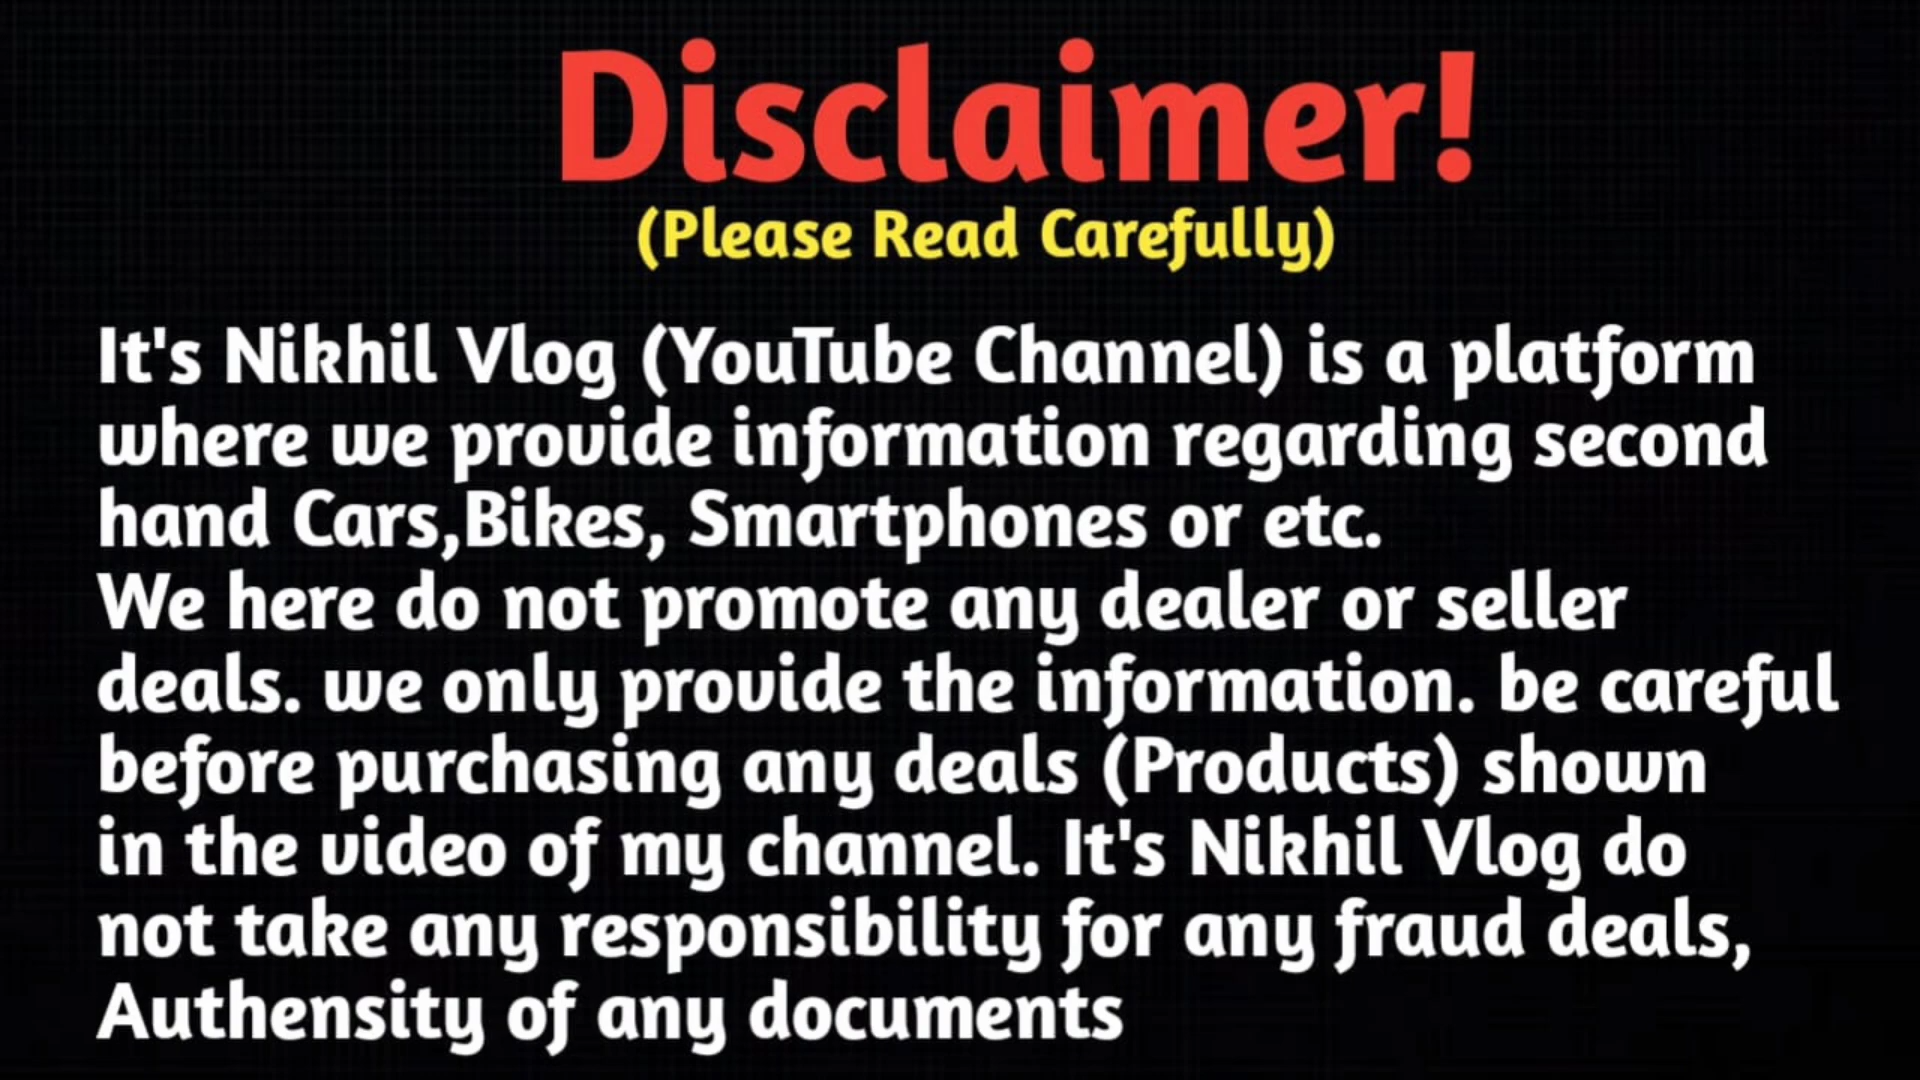 Disclaimer!
(Please Read Carefully)
It's Nikhil Vlog (YouTube Channel) is a platform
where we provide information regarding second
hand Cars,Bikes, Smartphones or etc.
We here do not promote any dealer or seller
deals. we only provide the information. be careful
before purchasing any deals (Products) shown
in the video of my channel. It's Nikhil Vlog do
not take any responsibility for any fraud deals,
Authensity of any documents